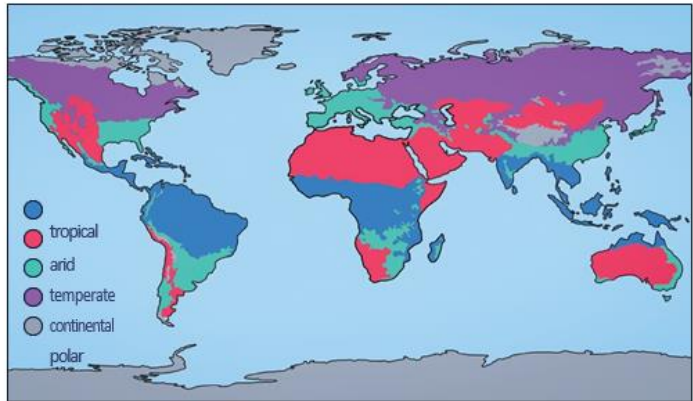 tropical
arid
temperate
continental
polar